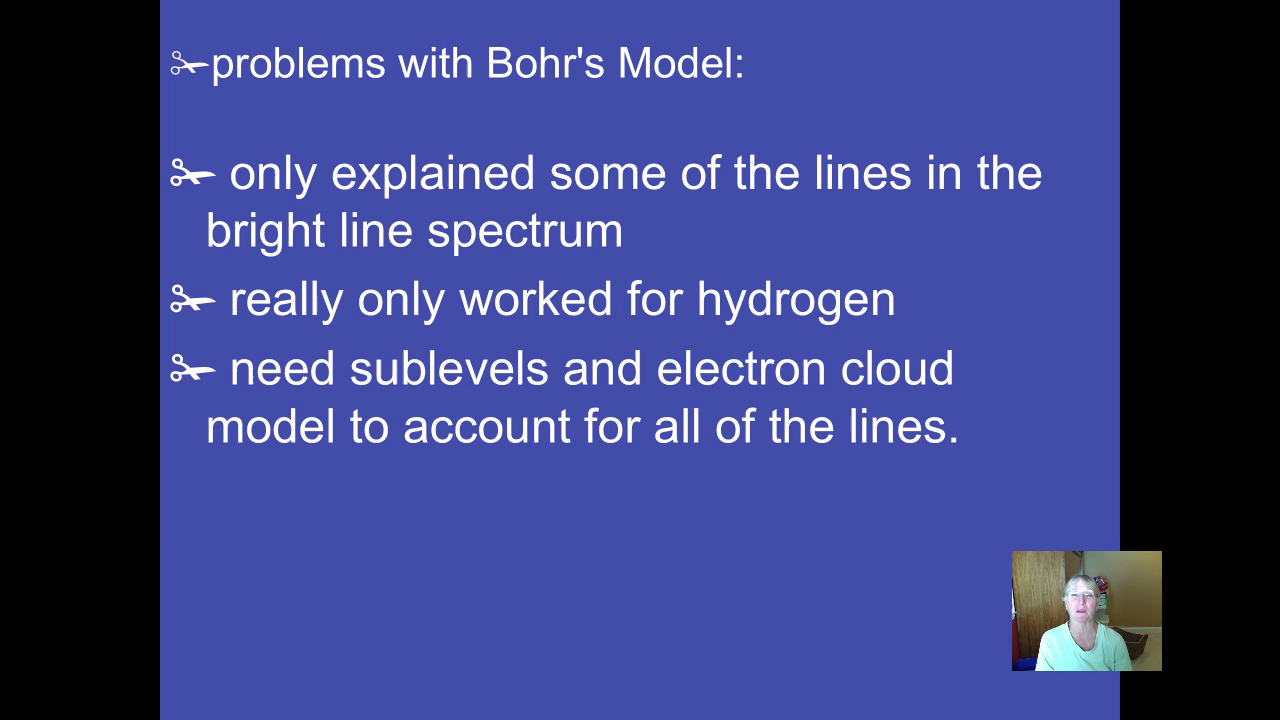 ✁problems with Bohr's Model:
✁ only explained some of the lines in the
bright line spectrum
✁ really only worked for hydrogen
✁ need sublevels and electron cloud
model to account for all of the lines.